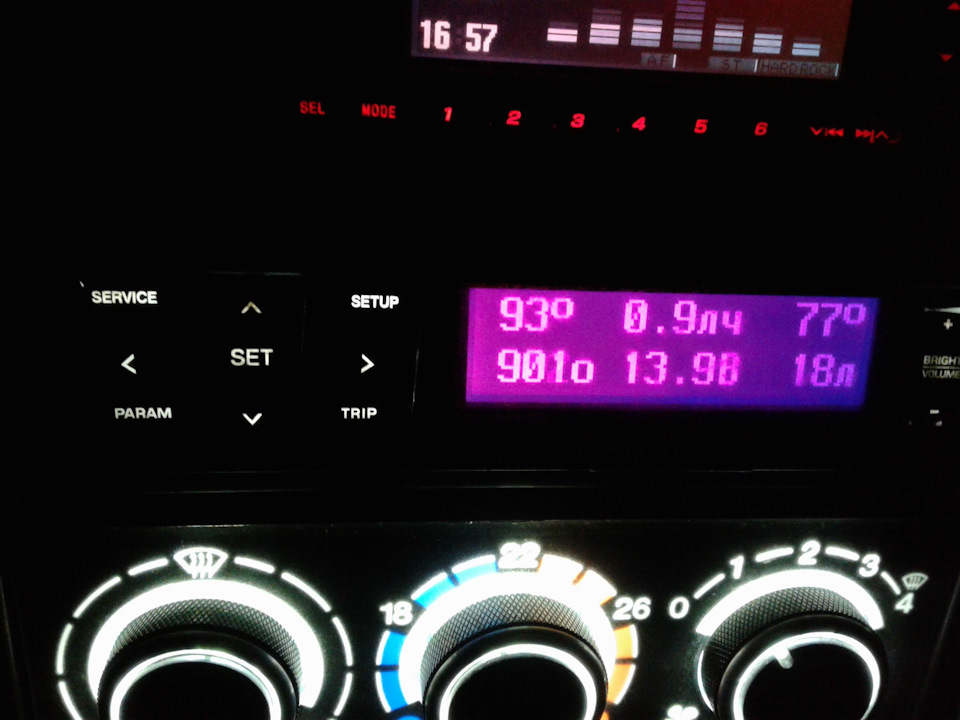 16 57
AF ST HARD ROCK
SEL MODE 1 2 3 4 5 6
SERVICE SETUP
SET
PARAM TRIP
93° 0.9лч 77°
901о 13.9В 18л
BRIGHT
VOLUME
18 22 26
0 1 2 3 4